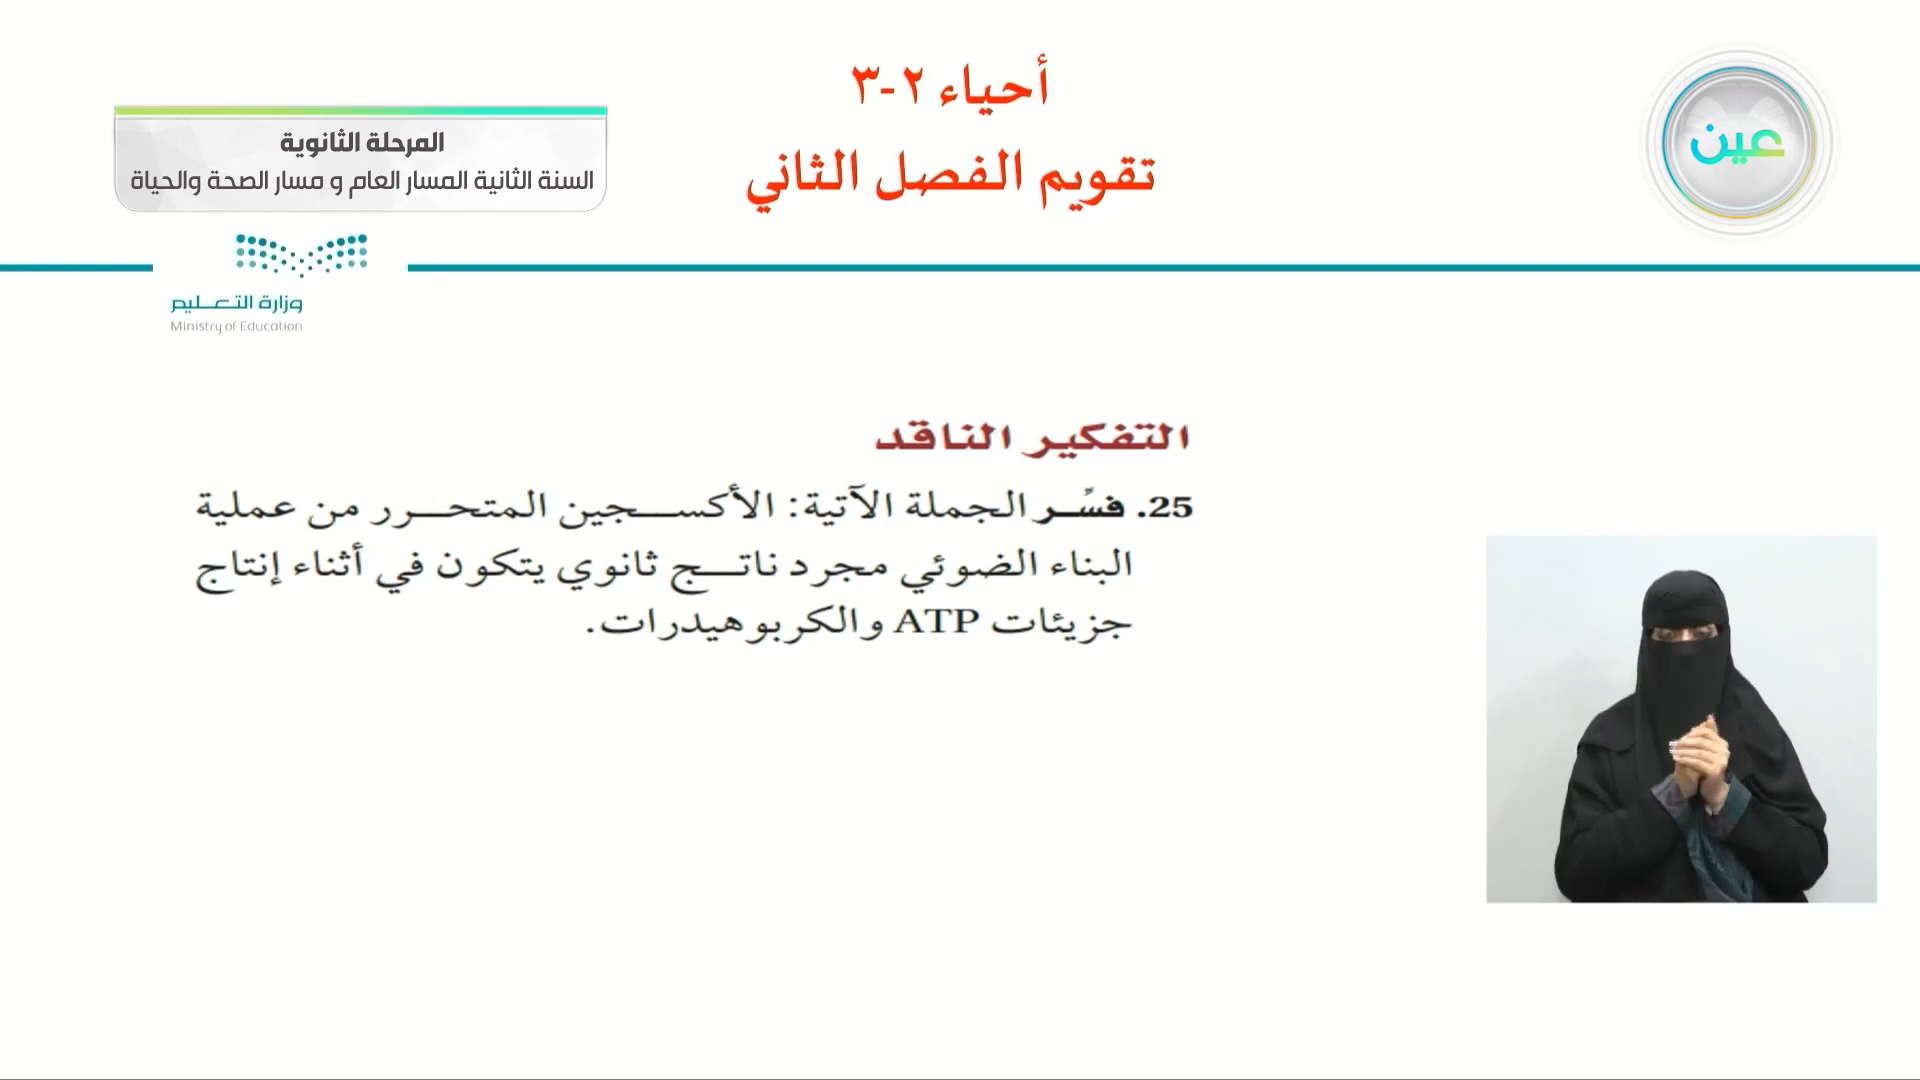 أحياء ٢-٣
تقويم الفصل الثاني
عين
المرحلة الثانوية
السنة الثانية المسار العام و مسار الصحة والحياة
وزارة التعليم
Ministry of Education
التفكير الناقد
25. فسِّر الجملة الآتية: الأكسجين المتحرر من عملية
البناء الضوئي مجرد ناتج ثانوي يتكون في أثناء إنتاج
جزيئات ATP والكربوهيدرات.